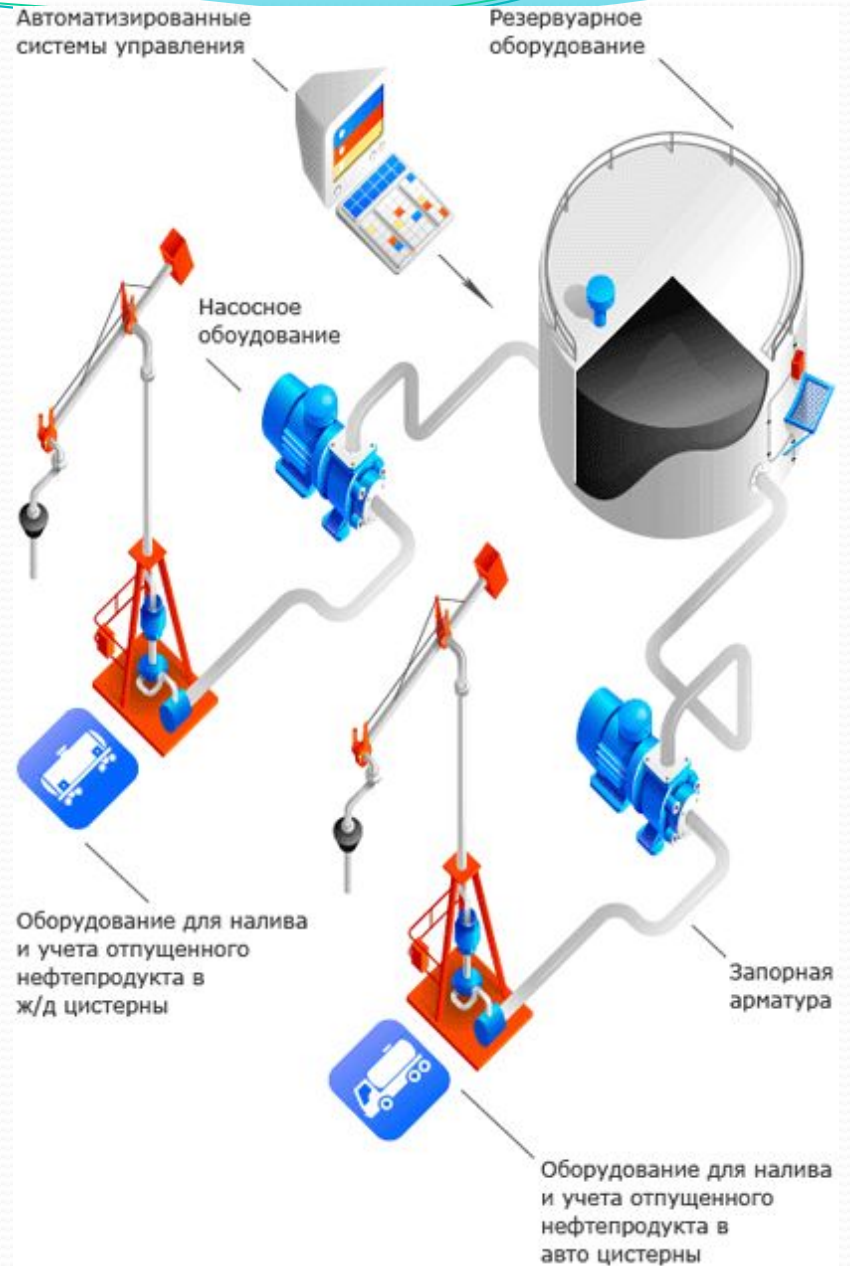 Автоматизированные
системы управления
Резервуарное
оборудование
Насосное
обоудование
Оборудование для налива
и учета отпущенного
нефтепродукта в
ж/д цистерны
Запорная
арматура
Оборудование для налива
и учета отпущенного
нефтепродукта в
авто цистерны